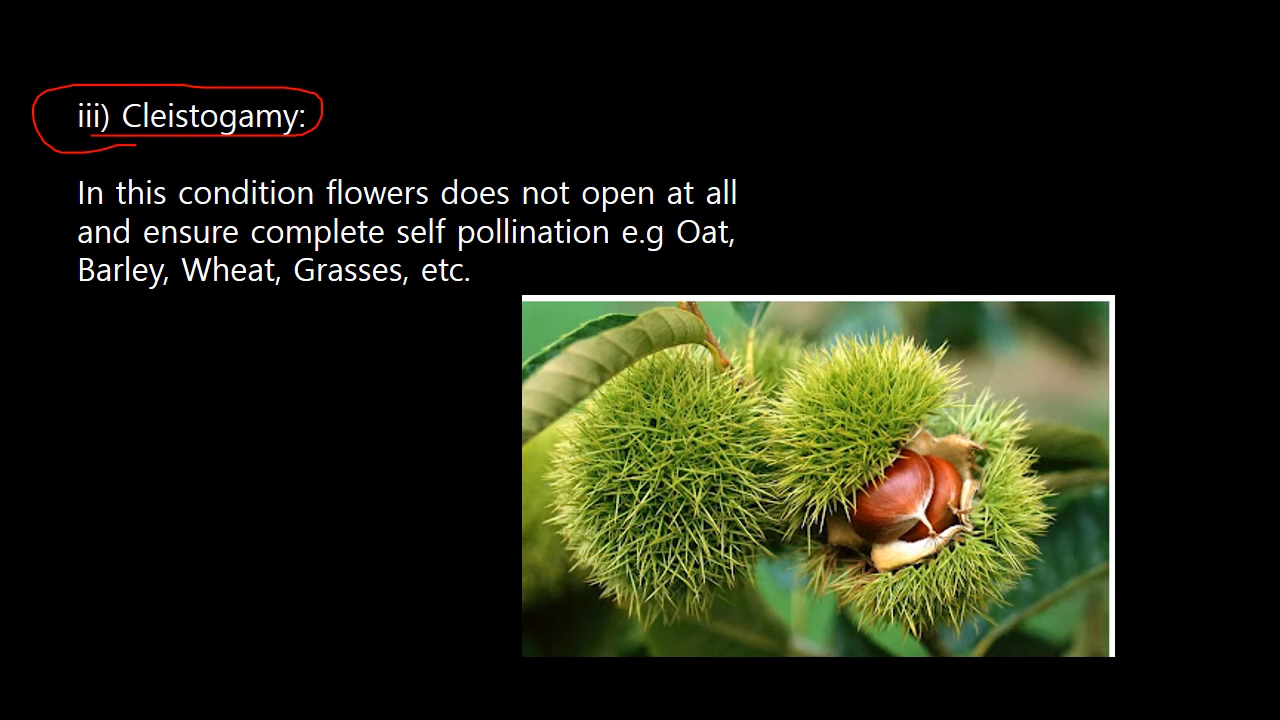 iii) Cleistogamy:
In this condition flowers does not open at all
and ensure complete self pollination e.g Oat,
Barley, Wheat, Grasses, etc.